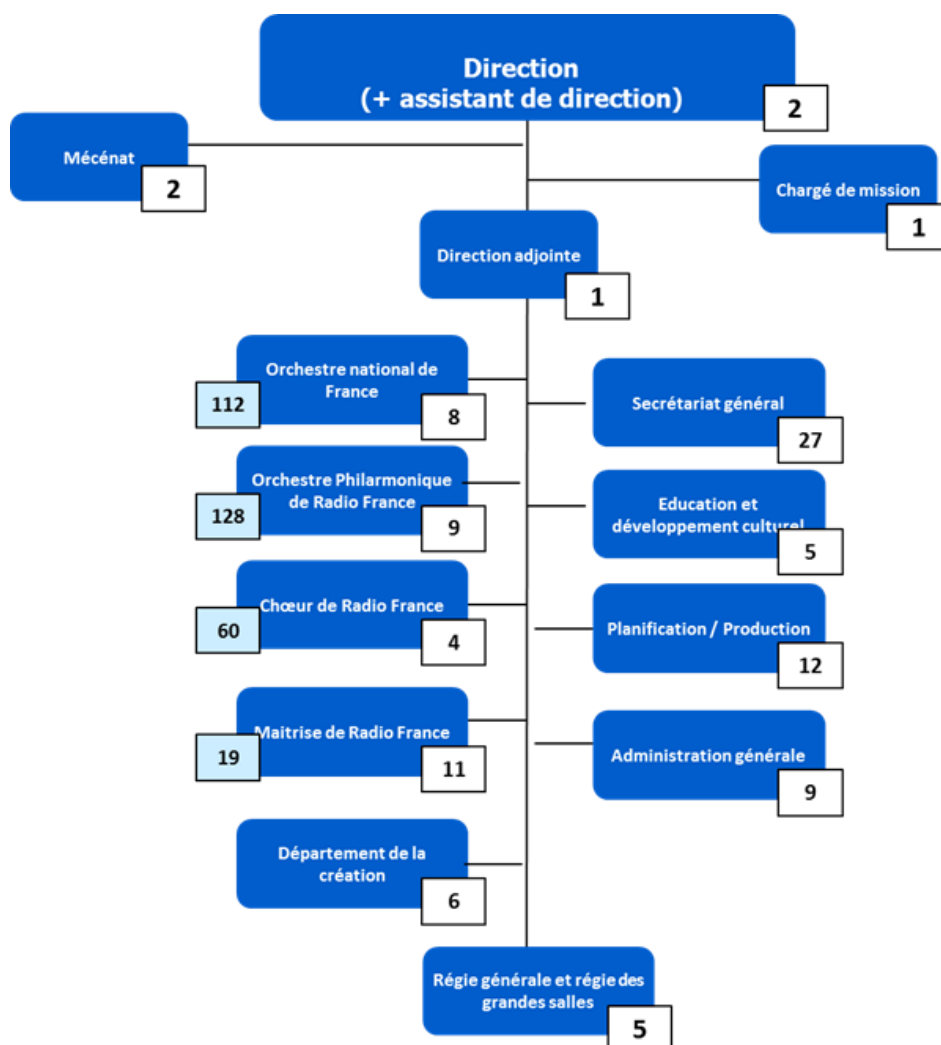 Direction
(+ assistant de direction)
2
Mécénat
2
Chargé de mission
1
Direction adjointe
1
Orchestre national de
France
112
8
Secrétariat général
27
Orchestre Philarmonique
de Radio France
128
9
Education et
développement culturel
5
Chœur de Radio France
60
4
Planification / Production
12
Maitrise de Radio France
19
11
Administration générale
9
Département de la
création
6
Régie générale et régie des
grandes salles
5